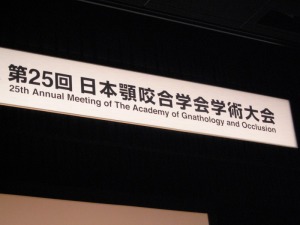 第25回 日本顎咬合学会学術大会
25th Annual Meeting of The Academy of Gnathology and Occlusion